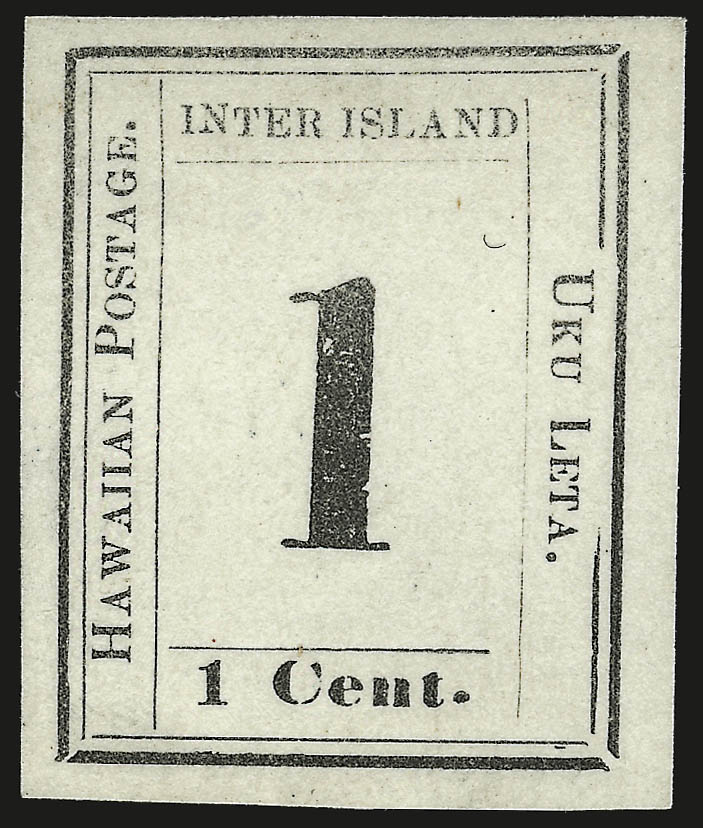 INTER ISLAND
HAWAIIAN POSTAGE.
1
UKU LETA.
1 Cent.